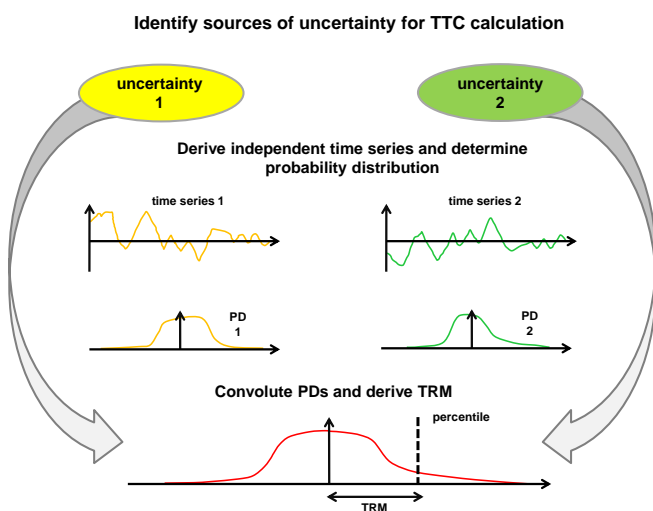 Identify sources of uncertainty for TTC calculation
uncertainty
1
uncertainty
2
Derive independent time series and determine
probability distribution
time series 1
time series 2
PD
1
PD
2
Convolute PDs and derive TRM
percentile
TRM